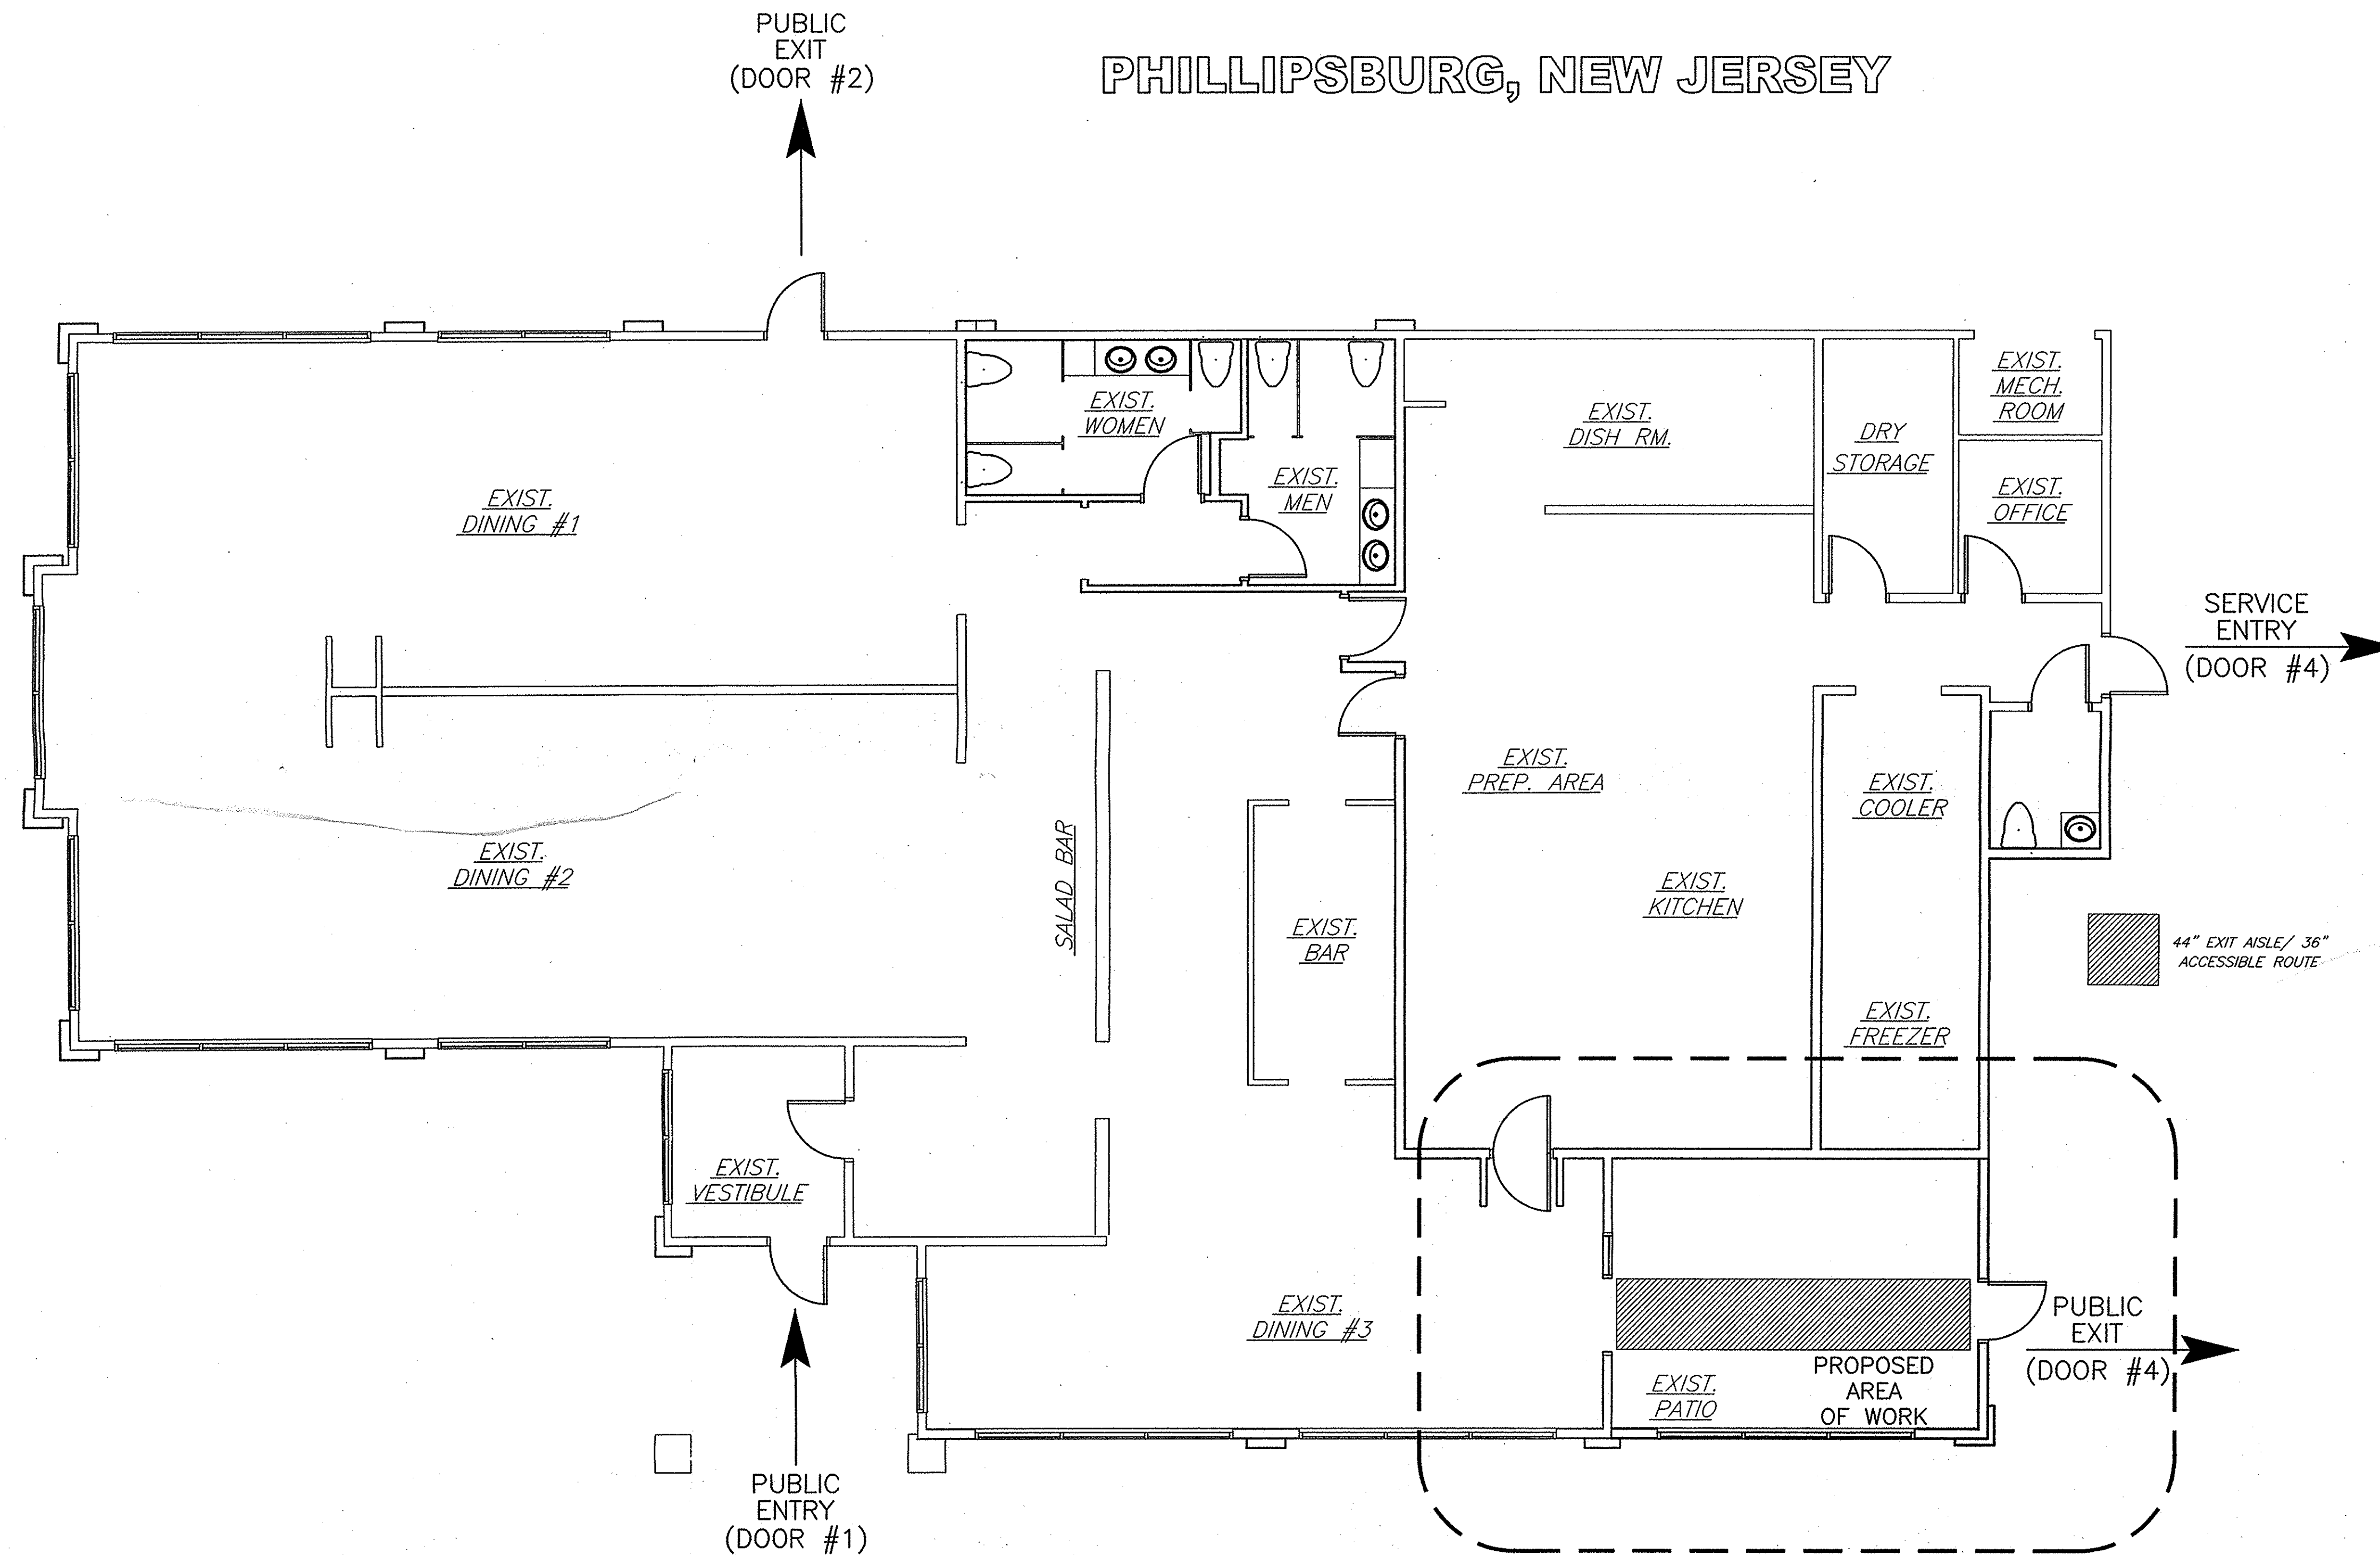 PUBLIC
EXIT
(DOOR #2)
PHILLIPSBURG, NEW JERSEY
EXIST.
WOMEN
EXIST.
MEN
EXIST.
DISH RM.
DRY
STORAGE
EXIST.
MECH.
ROOM
EXIST.
OFFICE
EXIST.
DINING #1
SERVICE
ENTRY
(DOOR #4)
EXIST.
PREP. AREA
EXIST.
COOLER
EXIST.
DINING #2
SALAD BAR
EXIST.
BAR
EXIST.
KITCHEN
44" EXIT AISLE/ 36"
ACCESSIBLE ROUTE
EXIST.
FREEZER
EXIST.
VESTIBULE
EXIST.
DINING #3
PUBLIC
EXIT
(DOOR #4)
EXIST.
PATIO
PROPOSED
AREA
OF WORK
PUBLIC
ENTRY
(DOOR #1)